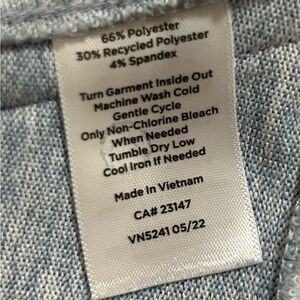 66% Polyester
30% Recycled Polyester
4% Spandex
Turn Garment Inside Out
Machine Wash Cold
Gentle Cycle
Only Non-Chlorine Bleach
When Needed
Tumble Dry Low
Cool Iron If Needed
Made In Vietnam
CA# 23147
VN5241 05/22